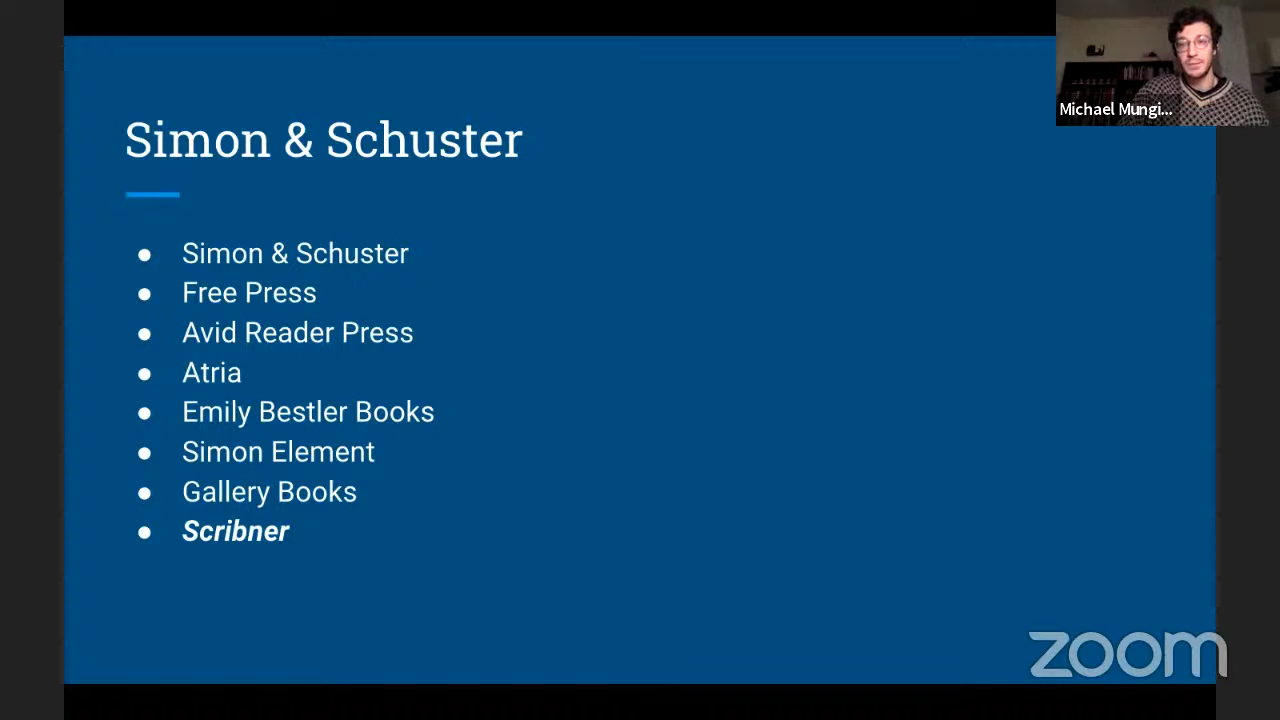 Michael Mungi...
Simon & Schuster
● Simon & Schuster
● Free Press
● Avid Reader Press
● Atria
● Emily Bestler Books
● Simon Element
● Gallery Books
● Scribner
zoom